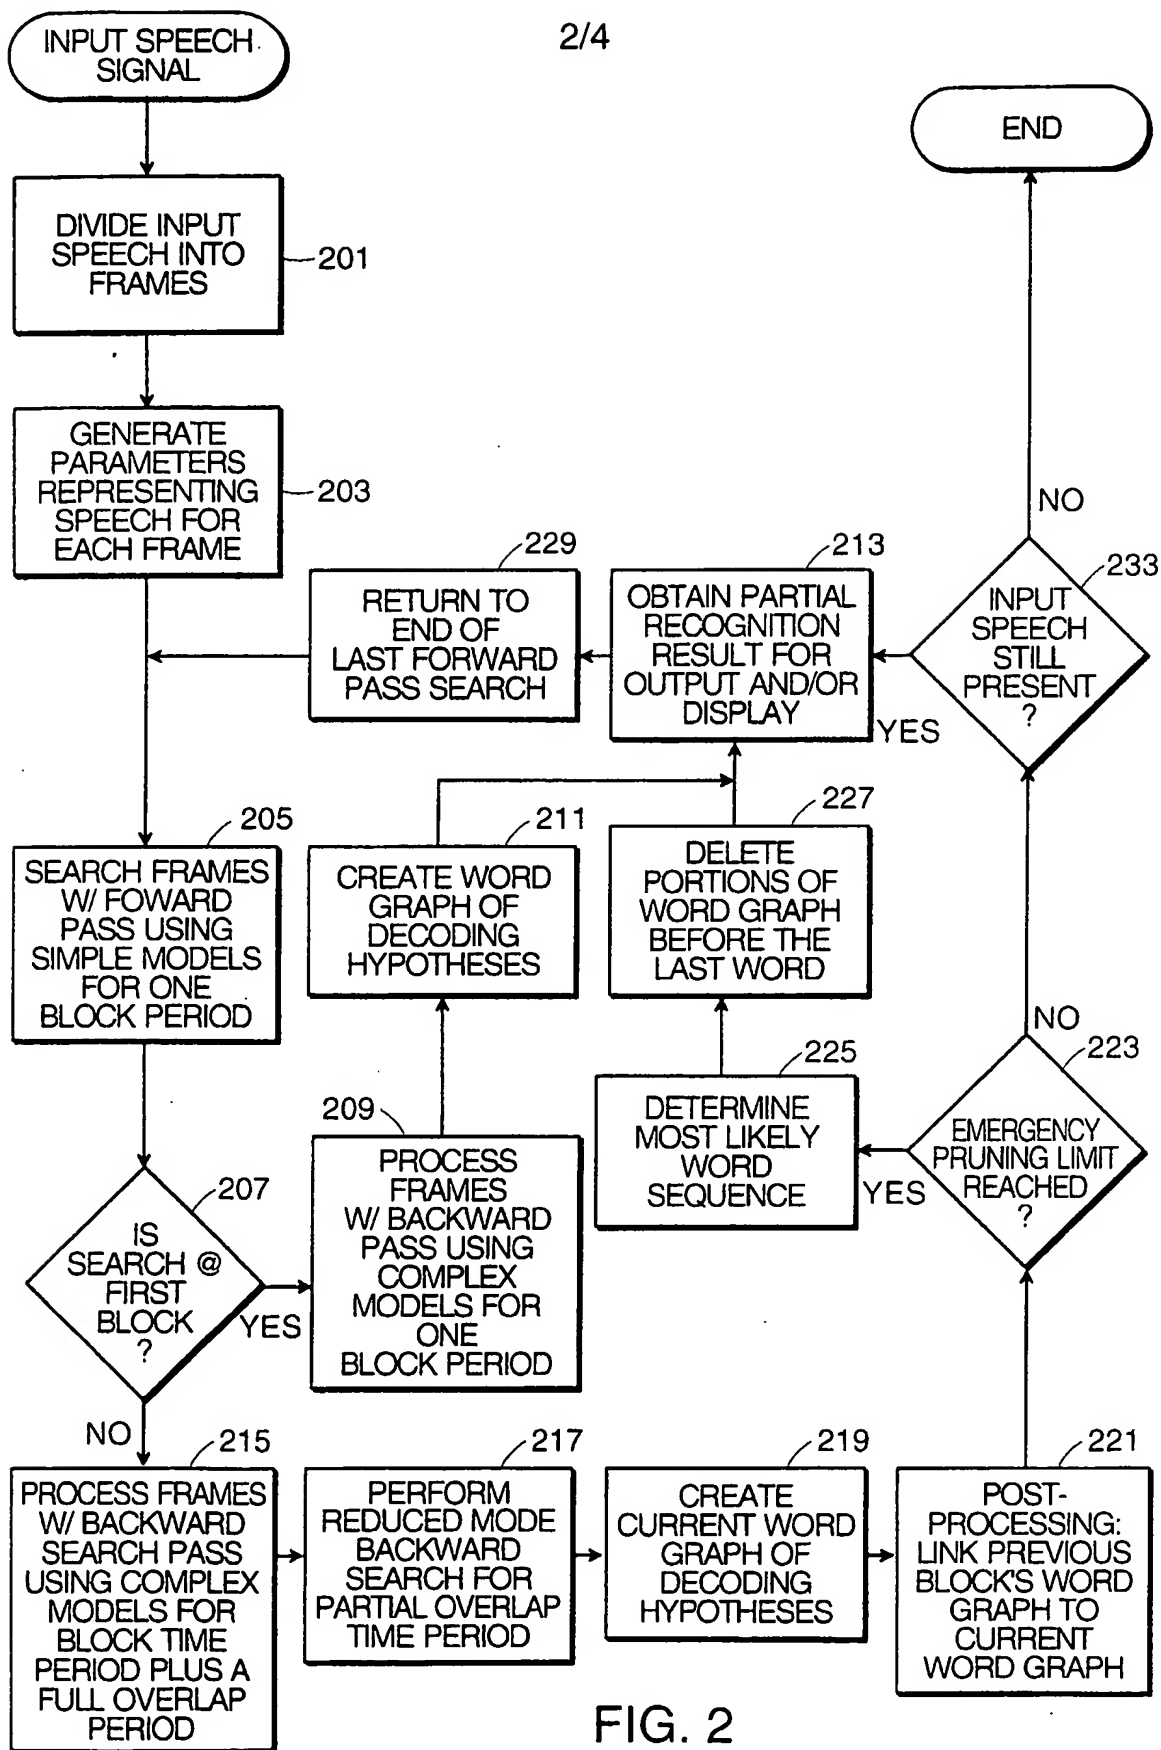 2/4
INPUT SPEECH
SIGNAL
DIVIDE INPUT
SPEECH INTO
FRAMES
201
GENERATE
PARAMETERS
REPRESENTING
SPEECH FOR
EACH FRAME
203
205
SEARCH FRAMES
W/ FOWARD
PASS USING
SIMPLE MODELS
FOR ONE
BLOCK PERIOD
207
IS
SEARCH @
FIRST
BLOCK
?
YES
NO
209
PROCESS
FRAMES
W/ BACKWARD
PASS USING
COMPLEX
MODELS FOR
ONE
BLOCK PERIOD
211
CREATE WORD
GRAPH OF
DECODING
HYPOTHESES
213
OBTAIN PARTIAL
RECOGNITION
RESULT FOR
OUTPUT AND/OR
DISPLAY
229
RETURN TO
END OF
LAST FORWARD
PASS SEARCH
215
PROCESS FRAMES
W/ BACKWARD
SEARCH PASS
USING COMPLEX
MODELS FOR
BLOCK TIME
PERIOD PLUS A
FULL OVERLAP
PERIOD
217
PERFORM
REDUCED MODE
BACKWARD
SEARCH FOR
PARTIAL OVERLAP
TIME PERIOD
219
CREATE
CURRENT WORD
GRAPH OF
DECODING
HYPOTHESES
221
POST-
PROCESSING:
LINK PREVIOUS
BLOCK'S WORD
GRAPH TO
CURRENT
WORD GRAPH
223
EMERGENCY
PRUNING LIMIT
REACHED
?
YES
NO
225
DETERMINE
MOST LIKELY
WORD
SEQUENCE
227
DELETE
PORTIONS OF
WORD GRAPH
BEFORE THE
LAST WORD
233
INPUT
SPEECH
STILL
PRESENT
?
YES
NO
END
FIG. 2